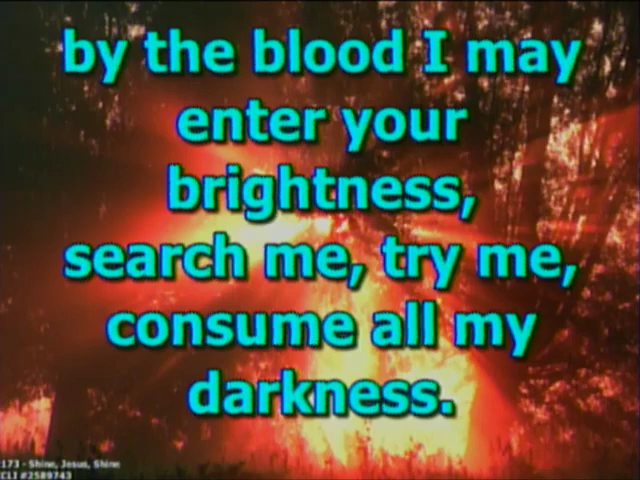 by the blood I may
enter your
brightness,
search me, try me,
consume all my
darkness.
173 - Shine, Jesus, Shine
CLI #2589743